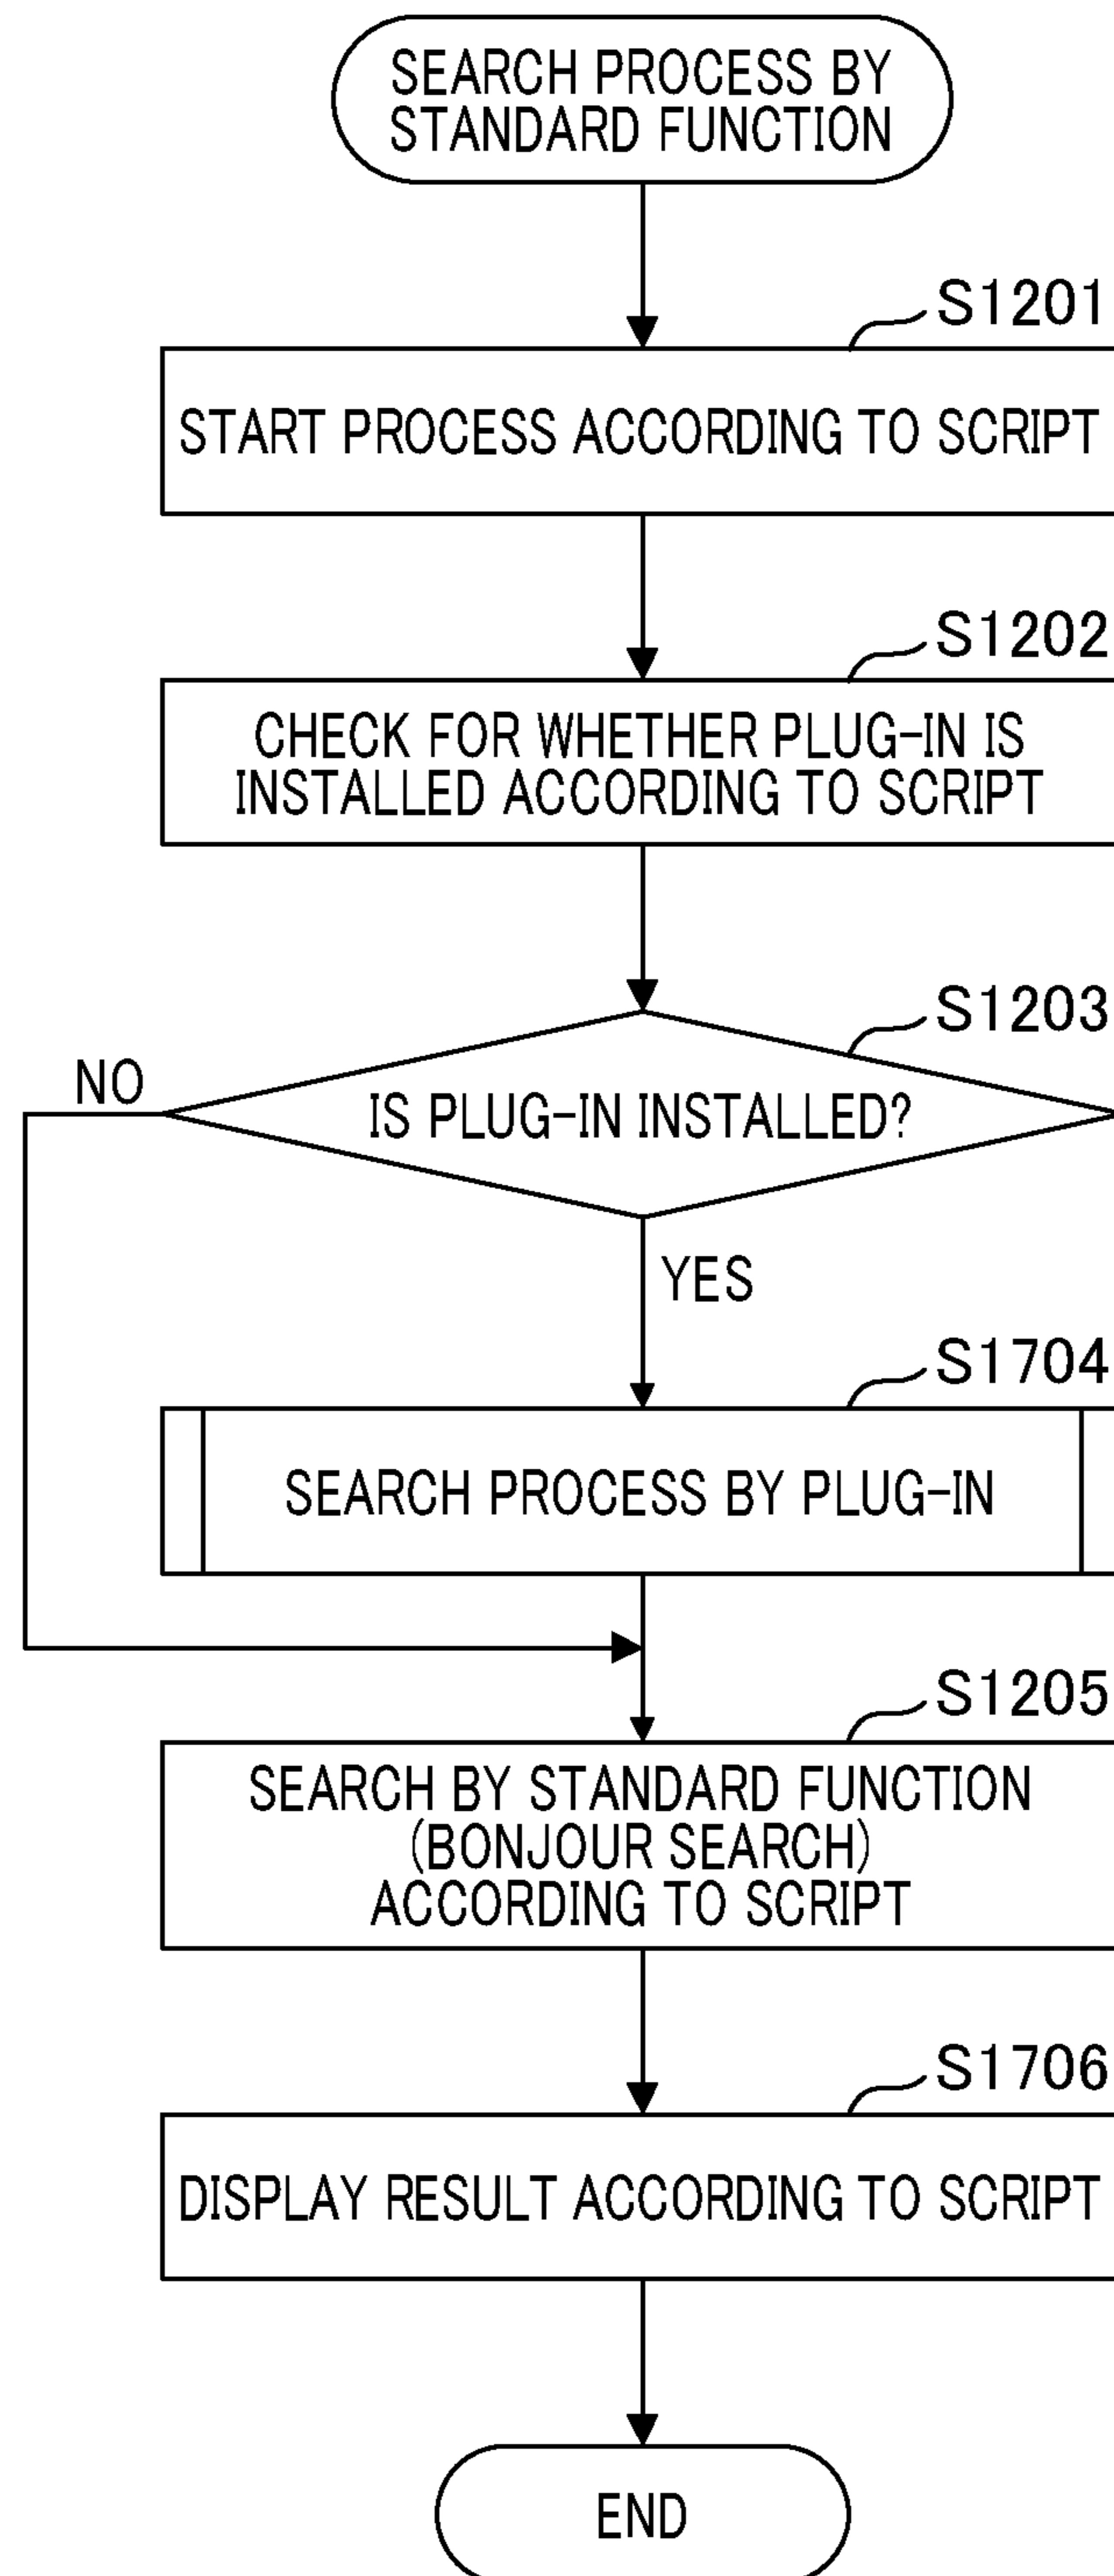 SEARCH PROCESS BY
STANDARD FUNCTION
S1201
START PROCESS ACCORDING TO SCRIPT
S1202
CHECK FOR WHETHER PLUG-IN IS
INSTALLED ACCORDING TO SCRIPT
S1203
NO
IS PLUG-IN INSTALLED?
YES
S1704
SEARCH PROCESS BY PLUG-IN
S1205
SEARCH BY STANDARD FUNCTION
(BONJOUR SEARCH)
ACCORDING TO SCRIPT
S1706
DISPLAY RESULT ACCORDING TO SCRIPT
END